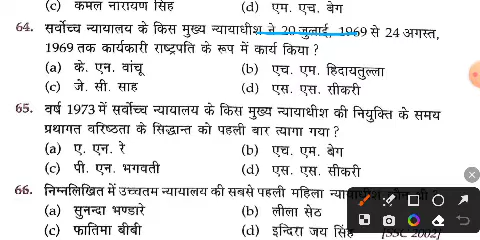 (c) कमल नारायण सिंह (d) एम. एच. बेग
64. सर्वोच्च न्यायालय के किस मुख्य न्यायाधीश ने 20 जुलाई, 1969 से 24 अगस्त,
1969 तक कार्यकारी राष्ट्रपति के रूप में कार्य किया ?
(a) के. एन. वांचू (b) एच. एम. हिदायतुल्ला
(c) जे. सी. साह (d) एस. एस. सीकरी
65. वर्ष 1973 में सर्वोच्च न्यायालय के किस मुख्य न्यायाधीश की नियुक्ति के समय
प्रथागत वरिष्ठता के सिद्धान्त को पहली बार त्यागा गया ?
(a) ए. एन. रे (b) एच. एम. बेग
(c) पी. एन. भगवती (d) एस. एस. सीकरी
66. निम्नलिखित में उच्चतम न्यायालय की सबसे पहली महिला
(a) सुनन्दा भण्डारे (b) लीला सेठ
(c) फातिमा बीबी (d) इन्दिरा जय सिंह [SSC 2002]